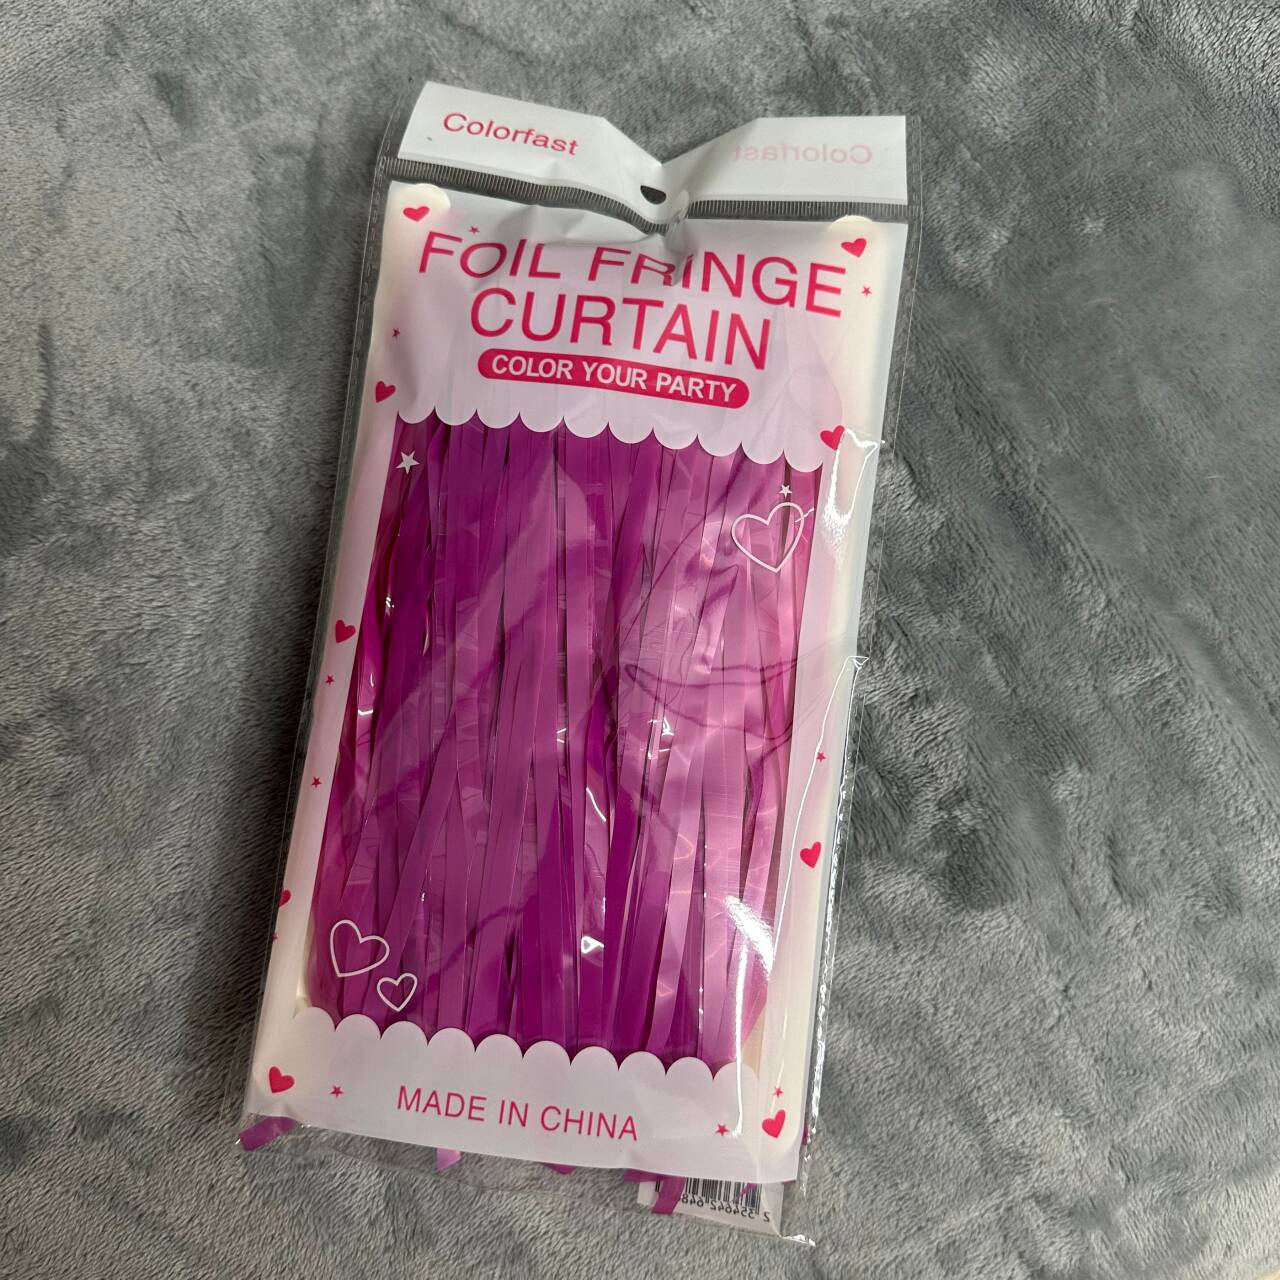 Colorfast
Colorfast
FOIL FRINGE
CURTAIN
COLOR YOUR PARTY
MADE IN CHINA